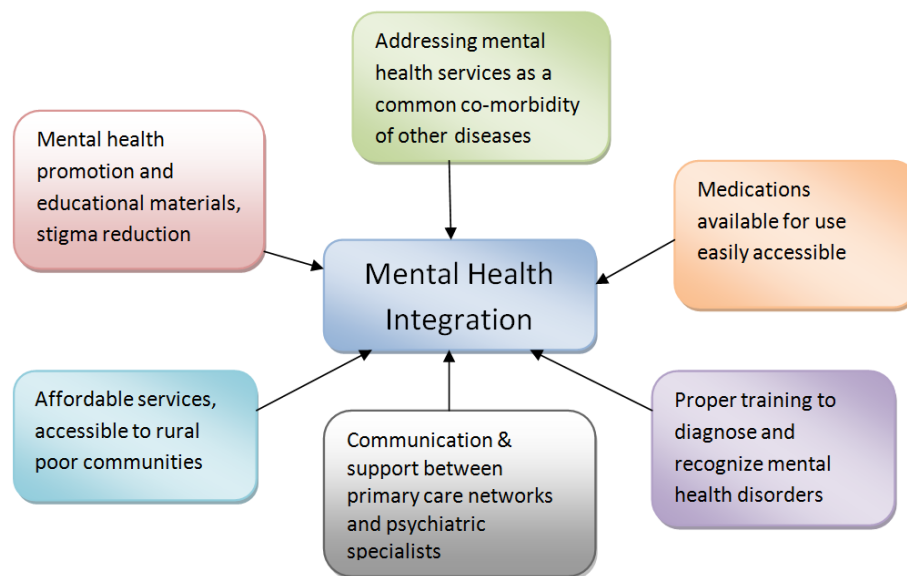 Addressing mental
health services as a
common co-morbidity
of other diseases
Mental health
promotion and
educational materials,
stigma reduction
Medications
available for use
easily accessible
Mental Health
Integration
Affordable services,
accessible to rural
poor communities
Communication &
support between
primary care networks
and psychiatric
specialists
Proper training to
diagnose and
recognize mental
health disorders